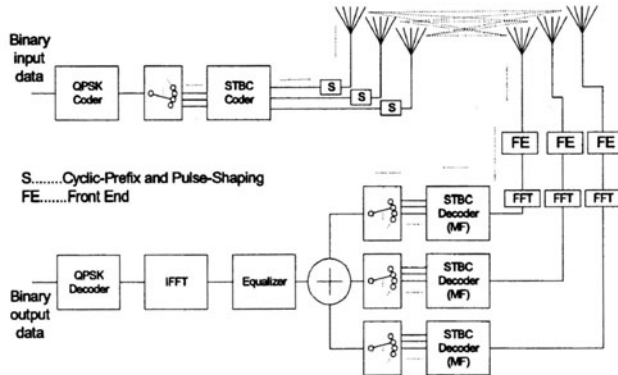 Binary
input
data
QPSK
Coder
STBC
Coder
S
S
S
FE
FE
FE
S........Cyclic-Prefix and Pulse-Shaping
FE.......Front End
FFT
FFT
FFT
STBC
Decoder
(MF)
QPSK
Decoder
IFFT
Equalizer
STBC
Decoder
(MF)
Binary
output
data
STBC
Decoder
(MF)